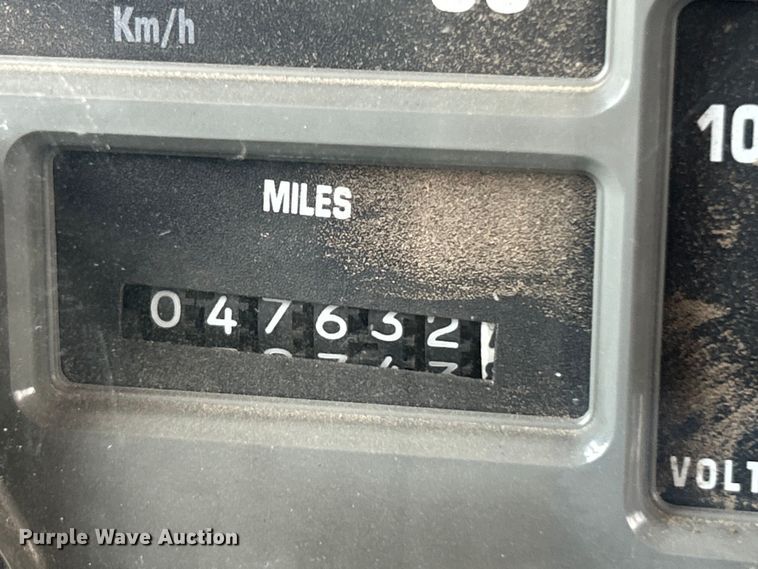 Km/h
10
MILES
047632
VOLT
Purple Wave Auction